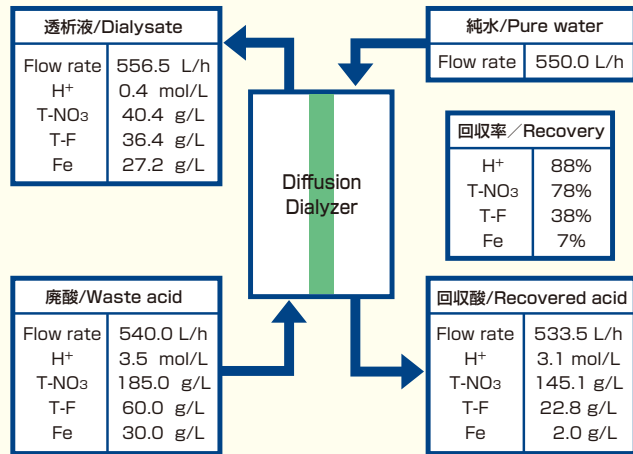 透析液/Dialysate
Flow rate 556.5 L/h
H⁺ 0.4 mol/L
T-NO₃ 40.4 g/L
T-F 36.4 g/L
Fe 27.2 g/L
純水/Pure water
Flow rate 550.0 L/h
回収率／Recovery
H⁺ 88%
T-NO₃ 78%
T-F 38%
Fe 7%
Diffusion
Dialyzer
廃酸/Waste acid
Flow rate 540.0 L/h
H⁺ 3.5 mol/L
T-NO₃ 185.0 g/L
T-F 60.0 g/L
Fe 30.0 g/L
回収酸/Recovered acid
Flow rate 533.5 L/h
H⁺ 3.1 mol/L
T-NO₃ 145.1 g/L
T-F 22.8 g/L
Fe 2.0 g/L